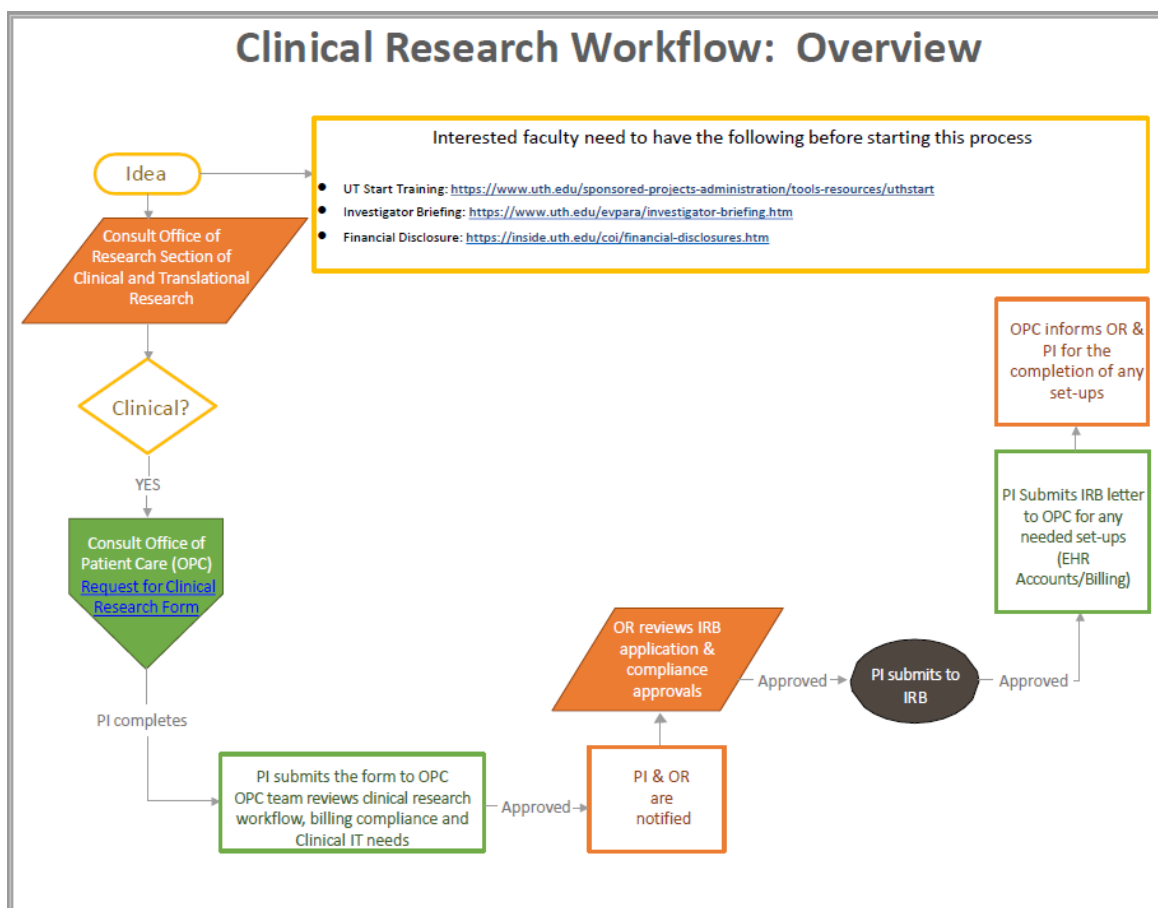 Clinical Research Workflow:  Overview
Interested faculty need to have the following before starting this process
● UT Start Training: https://www.uth.edu/sponsored-projects-administration/tools-resources/uthstart
● Investigator Briefing: https://www.uth.edu/evpara/investigator-briefing.htm
● Financial Disclosure: https://inside.uth.edu/coi/financial-disclosures.htm
Idea
Consult Office of
Research Section of
Clinical and Translational
Research
Clinical?
YES
Consult Office of
Patient Care (OPC)
Request for Clinical
Research Form
PI completes
PI submits the form to OPC
OPC team reviews clinical research
workflow, billing compliance and
Clinical IT needs
Approved
PI & OR
are
notified
OR reviews IRB
application &
compliance
approvals
Approved
PI submits to
IRB
Approved
PI Submits IRB letter
to OPC for any
needed set-ups
(EHR
Accounts/Billing)
OPC informs OR &
PI for the
completion of any
set-ups